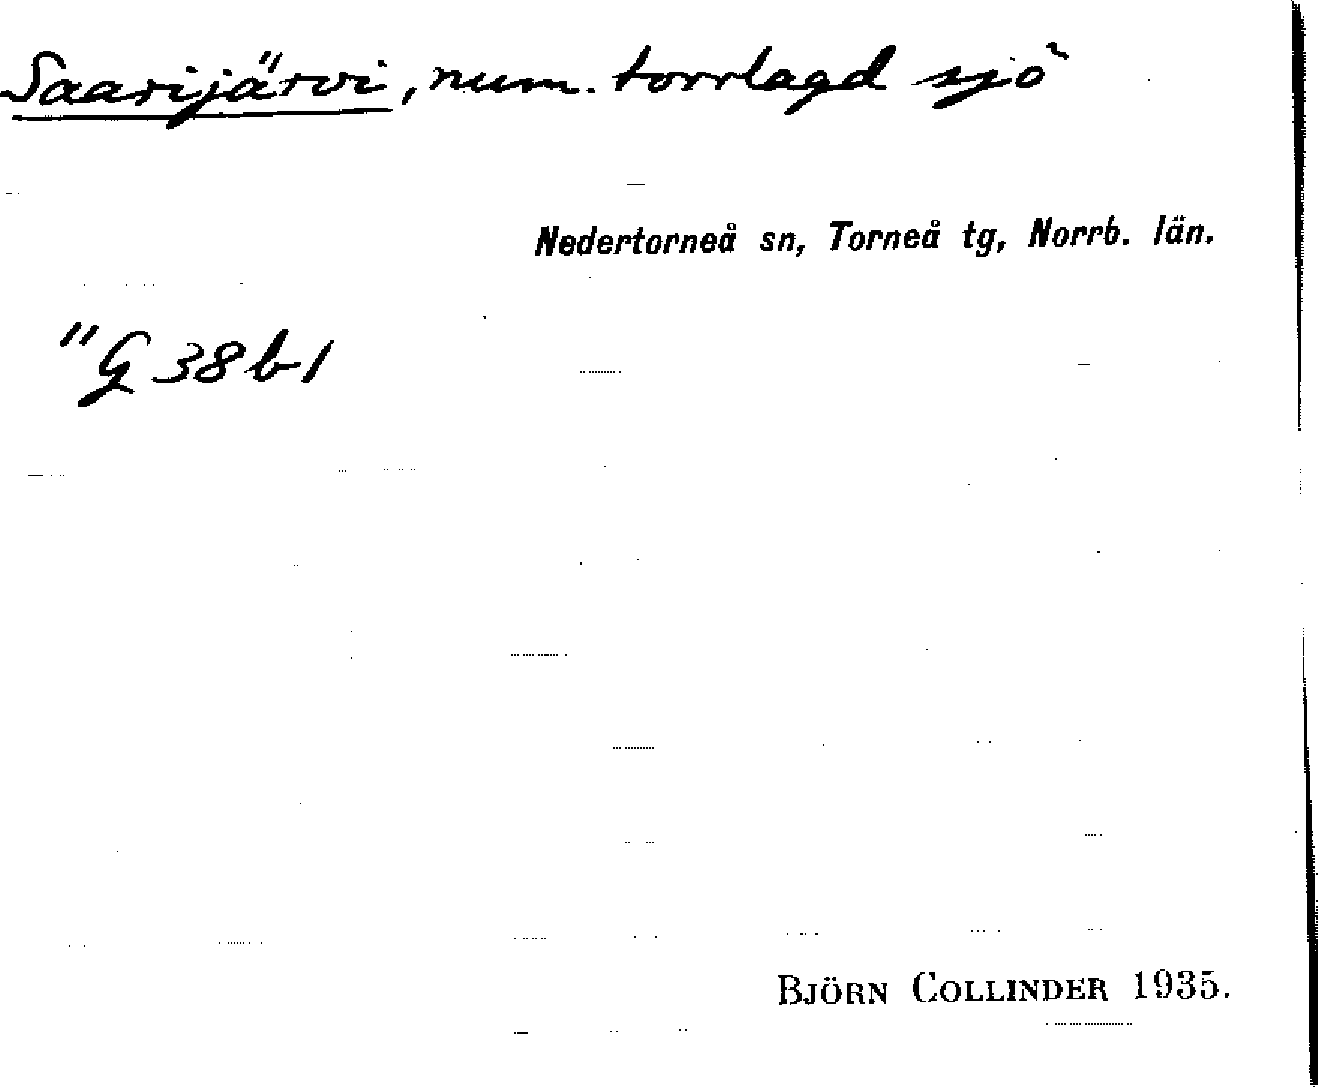 Saarijärvi, num. torrlagd sjö
Nedertorneå sn, Torneå tg, Norrb. län.
"G 38 b 1
BJÖRN COLLINDER 1935.